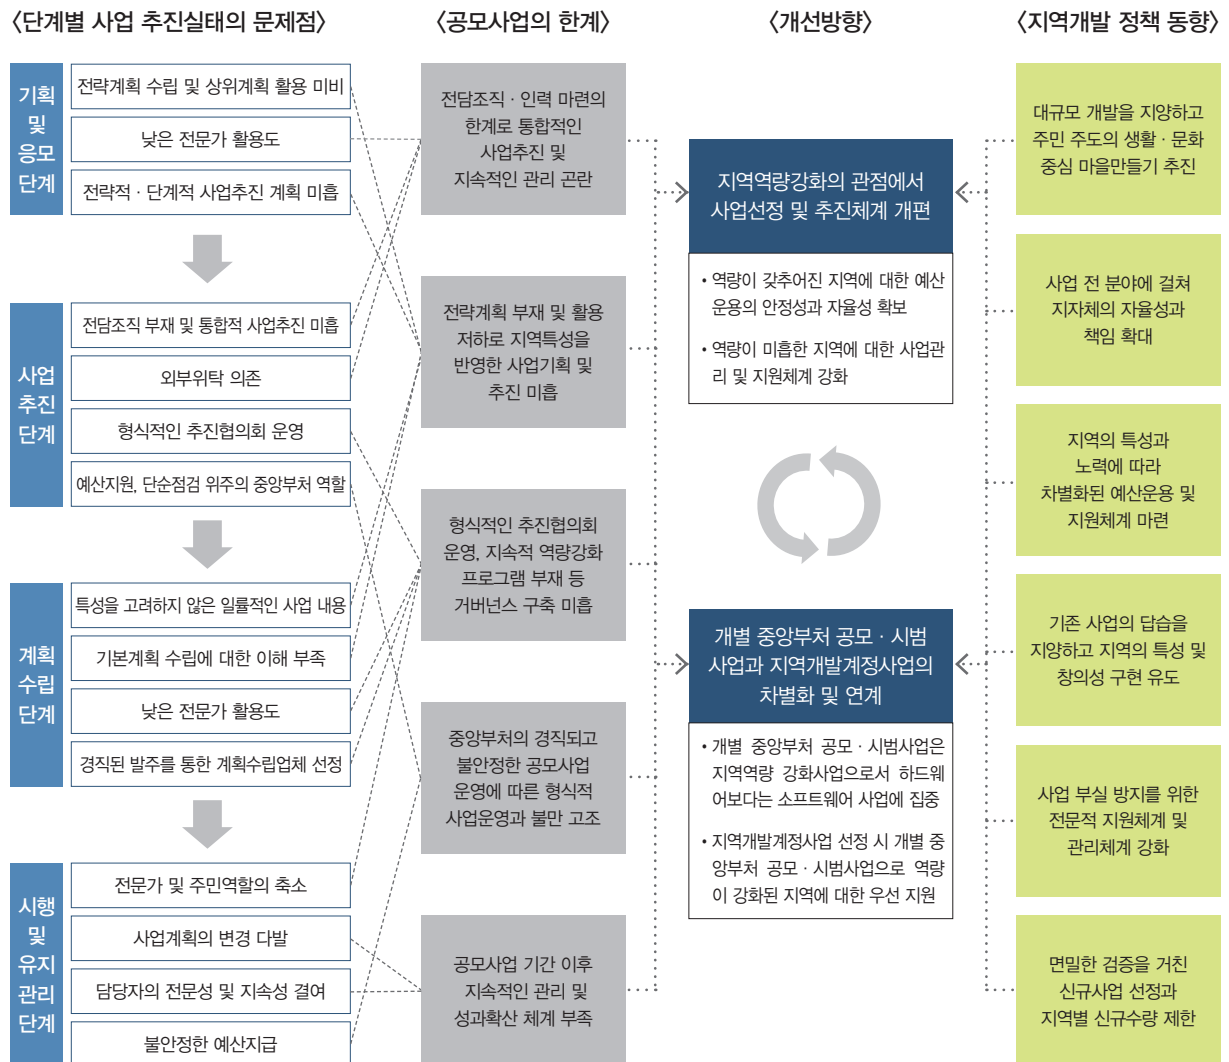 〈단계별 사업 추진실태의 문제점〉
〈공모사업의 한계〉
〈개선방향〉
〈지역개발 정책 동향〉
기획
및
응모
단계
전략계획 수립 및 상위계획 활용 미비
낮은 전문가 활용도
전략적 · 단계적 사업추진 계획 미흡
사업
추진
단계
전담조직 부재 및 통합적 사업추진 미흡
외부위탁 의존
형식적인 추진협의회 운영
예산지원, 단순점검 위주의 중앙부처 역할
계획
수립
단계
특성을 고려하지 않은 일률적인 사업 내용
기본계획 수립에 대한 이해 부족
낮은 전문가 활용도
경직된 발주를 통한 계획수립업체 선정
시행
및
유지
관리
단계
전문가 및 주민역할의 축소
사업계획의 변경 다발
담당자의 전문성 및 지속성 결여
불안정한 예산지급
전담조직 · 인력 마련의
한계로 통합적인
사업추진 및
지속적인 관리 곤란
전략계획 부재 및 활용
저하로 지역특성을
반영한 사업기획 및
추진 미흡
형식적인 추진협의회
운영, 지속적 역량강화
프로그램 부재 등
거버넌스 구축 미흡
중앙부처의 경직되고
불안정한 공모사업
운영에 따른 형식적
사업운영과 불만 고조
공모사업 기간 이후
지속적인 관리 및
성과확산 체계 부족
지역역량강화의 관점에서
사업선정 및 추진체계 개편
• 역량이 갖추어진 지역에 대한 예산
운용의 안정성과 자율성 확보
• 역량이 미흡한 지역에 대한 사업관
리 및 지원체계 강화
개별 중앙부처 공모 · 시범
사업과 지역개발계정사업의
차별화 및 연계
• 개별 중앙부처 공모 · 시범사업은
지역역량 강화사업으로서 하드웨
어보다는 소프트웨어 사업에 집중
• 지역개발계정사업 선정 시 개별 중
앙부처 공모 · 시범사업으로 역량
이 강화된 지역에 대한 우선 지원
대규모 개발을 지양하고
주민 주도의 생활 · 문화
중심 마을만들기 추진
사업 전 분야에 걸쳐
지자체의 자율성과
책임 확대
지역의 특성과
노력에 따라
차별화된 예산운용 및
지원체계 마련
기존 사업의 답습을
지양하고 지역의 특성 및
창의성 구현 유도
사업 부실 방지를 위한
전문적 지원체계 및
관리체계 강화
면밀한 검증을 거친
신규사업 선정과
지역별 신규수량 제한